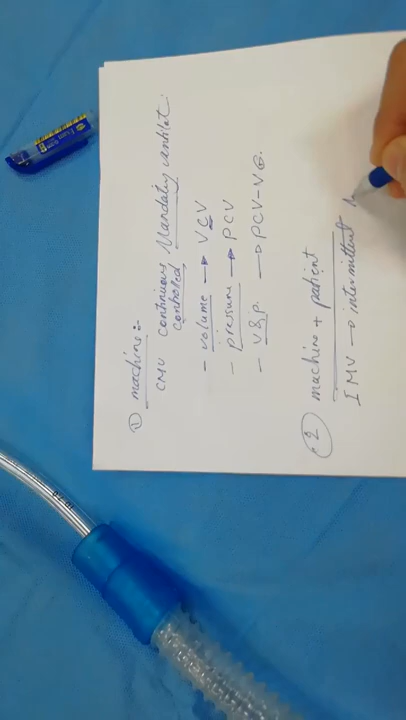 ① machine:-
CMV continuous Mandatory ventilat.
controlled
- volume → VCV
- pressure → PCV
- V&P. → PCV-VG.
② machine + patient
IMV → intermittent